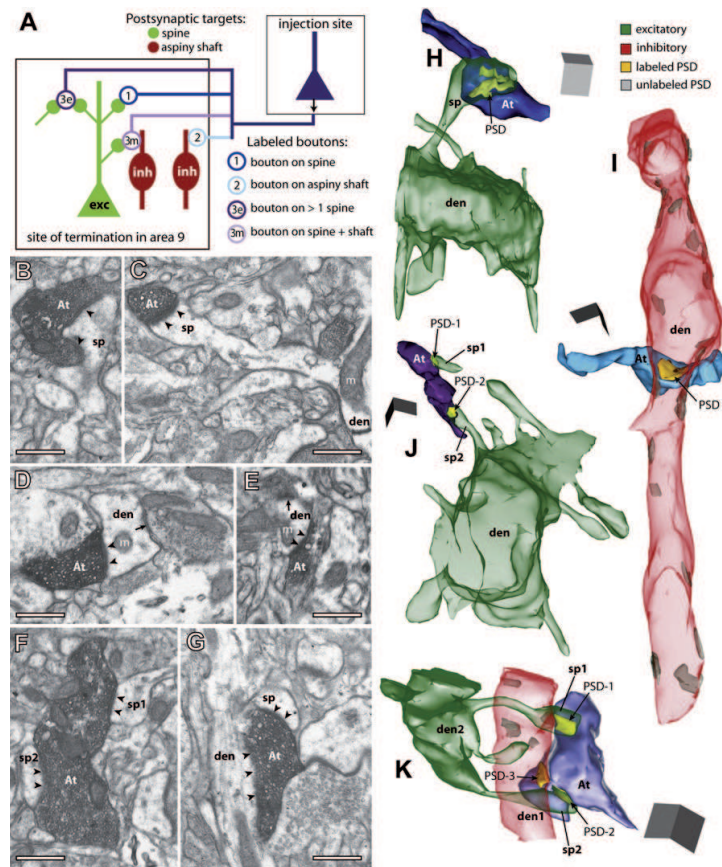 A
Postsynaptic targets:
spine
aspiny shaft
injection site
3e
1
3m
2
inh
inh
exc
Labeled boutons:
1 bouton on spine
2 bouton on aspiny shaft
3e bouton on > 1 spine
3m bouton on spine + shaft
site of termination in area 9
B
At
sp
C
At
sp
m
den
D
den
m
At
E
den
m
At
F
sp1
sp2
At
G
sp
den
At
H
sp
At
PSD
den
excitatory
inhibitory
labeled PSD
unlabeled PSD
I
den
At
PSD
J
PSD-1
sp1
At
PSD-2
sp2
den
K
sp1
PSD-1
den2
PSD-3
At
den1
PSD-2
sp2